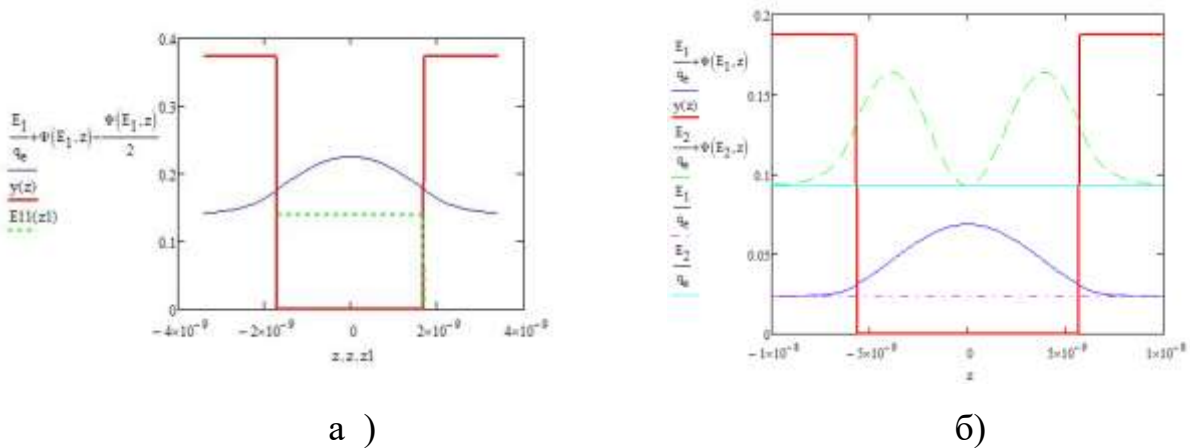 0.4
0.3
0.2
0.1
0
−4×10⁻⁹ −2×10⁻⁹ 0 2×10⁻⁹ 4×10⁻⁹
z,z,z1
E₁/qₑ+Φ(E₁,z)−Φ(E₁,z)/2
y(z)
E11(z1)
а )
0.2
0.15
0.1
0.05
0
−1×10⁻⁸ −5×10⁻⁹ 0 5×10⁻⁹ 1×10⁻⁸
z
E₁/qₑ+Φ(E₁,z)
y(z)
E₂/qₑ+Φ(E₂,z)
E₁/qₑ
E₂/qₑ
б)